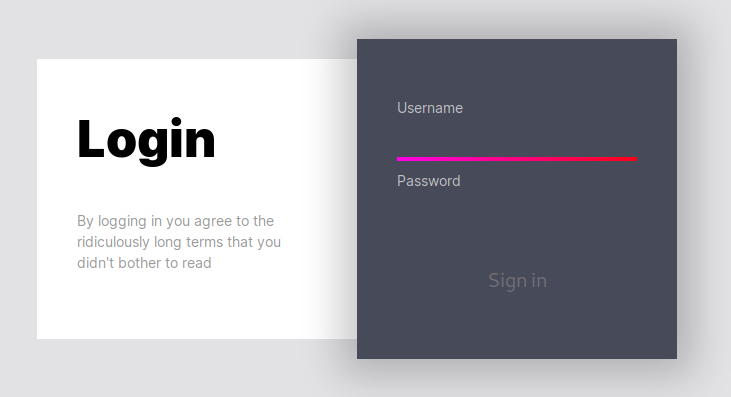 Login
By logging in you agree to the
ridiculously long terms that you
didn't bother to read
Username
Password
Sign in